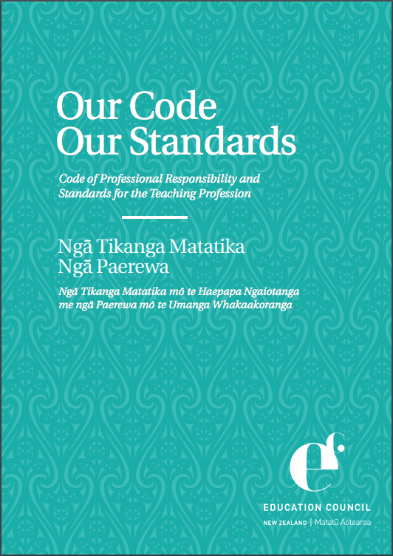 Our Code
Our Standards
Code of Professional Responsibility and
Standards for the Teaching Profession
Ngā Tikanga Matatika
Ngā Paerewa
Ngā Tikanga Matatika mō te Haepapa Ngaiotanga
me ngā Paerewa mō te Umanga Whakaakoranga
ec
EDUCATION COUNCIL
NEW ZEALAND | Matatū Aotearoa